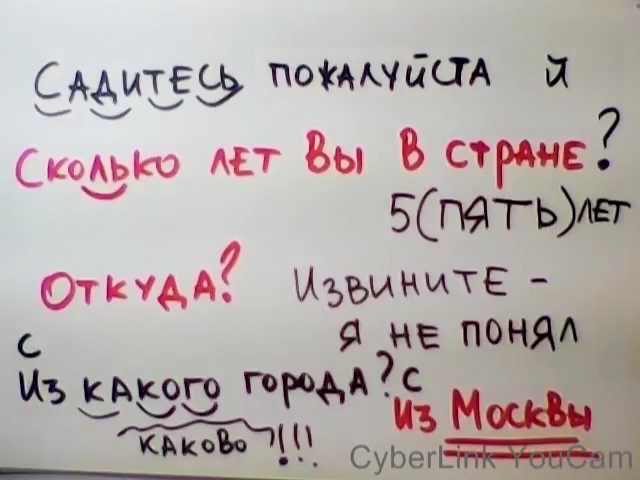 Садитесь пожалуйста й
Сколько лет вы в стране?
5(пять)лет
Откуда?
Извините -
я не понял
с
Из какого города?
с
из Москвы
каково!!!
CyberLink YouCam